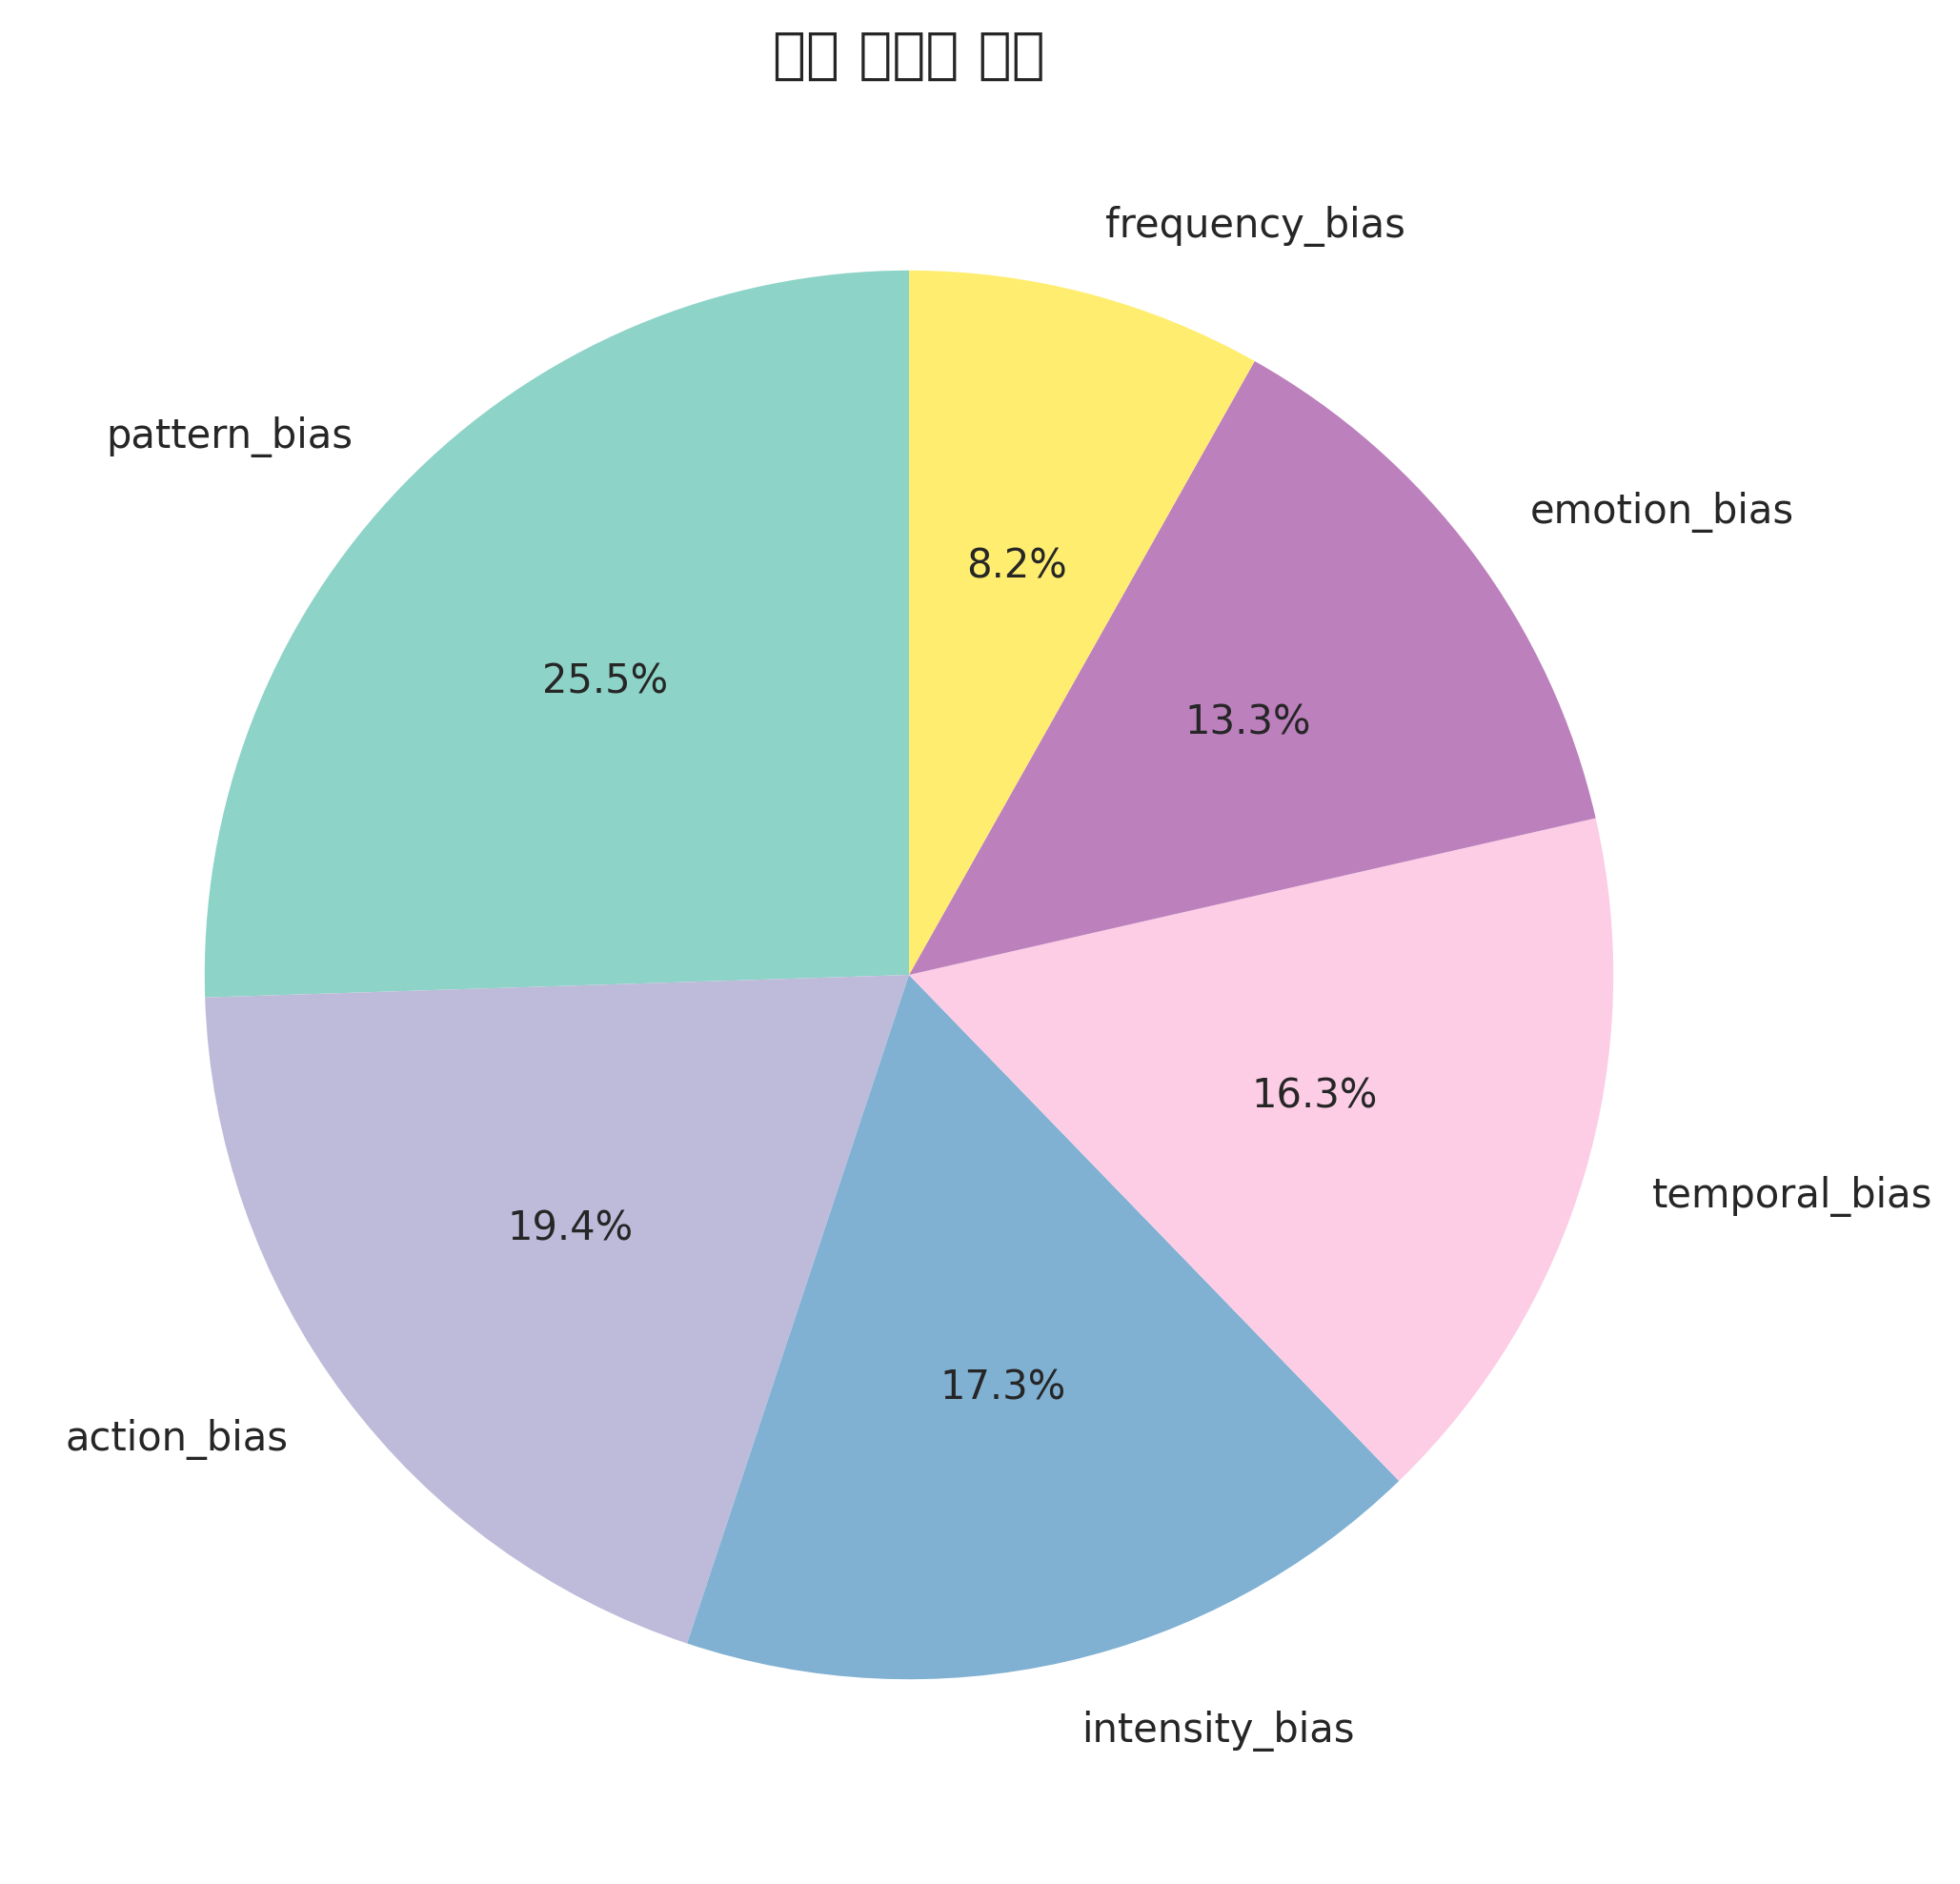 frequency_bias
pattern_bias
emotion_bias
8.2%
25.5%
13.3%
16.3%
temporal_bias
19.4%
17.3%
action_bias
intensity_bias